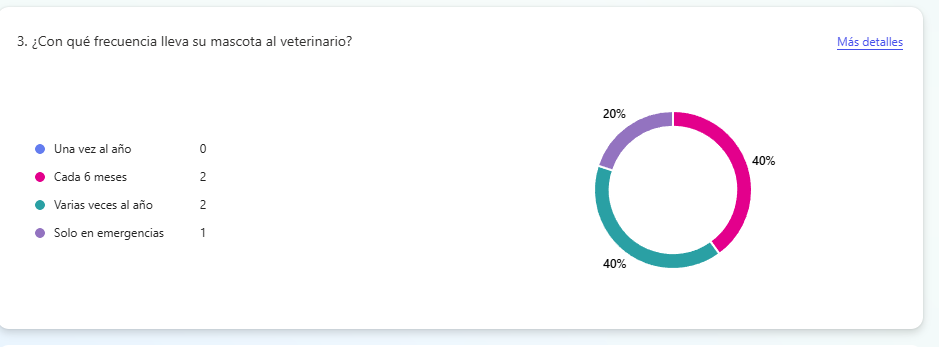 3. ¿Con qué frecuencia lleva su mascota al veterinario?
Más detalles
Una vez al año 0
Cada 6 meses 2
Varias veces al año 2
Solo en emergencias 1
20%
40%
40%